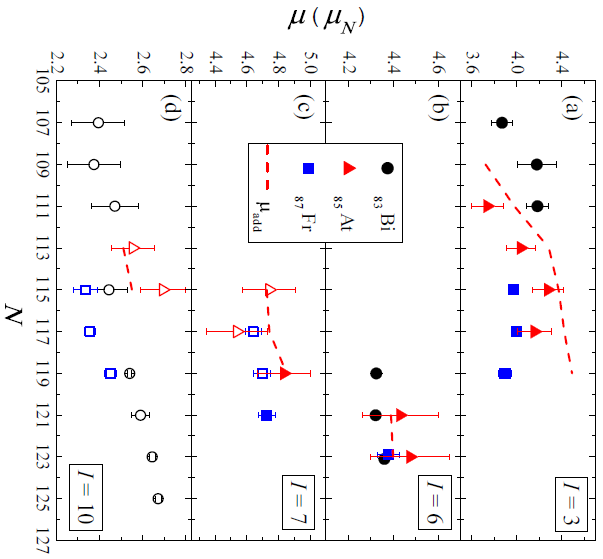 μ (μN)
3.6 4.0 4.4
(a)
I = 3
4.2 4.4 4.6
(b)
I = 6
83Bi
85At
87Fr
μadd
4.4 4.6 4.8 5.0
(c)
I = 7
2.2 2.4 2.6 2.8
(d)
I = 10
105 107 109 111 113 115 117 119 121 123 125 127
N